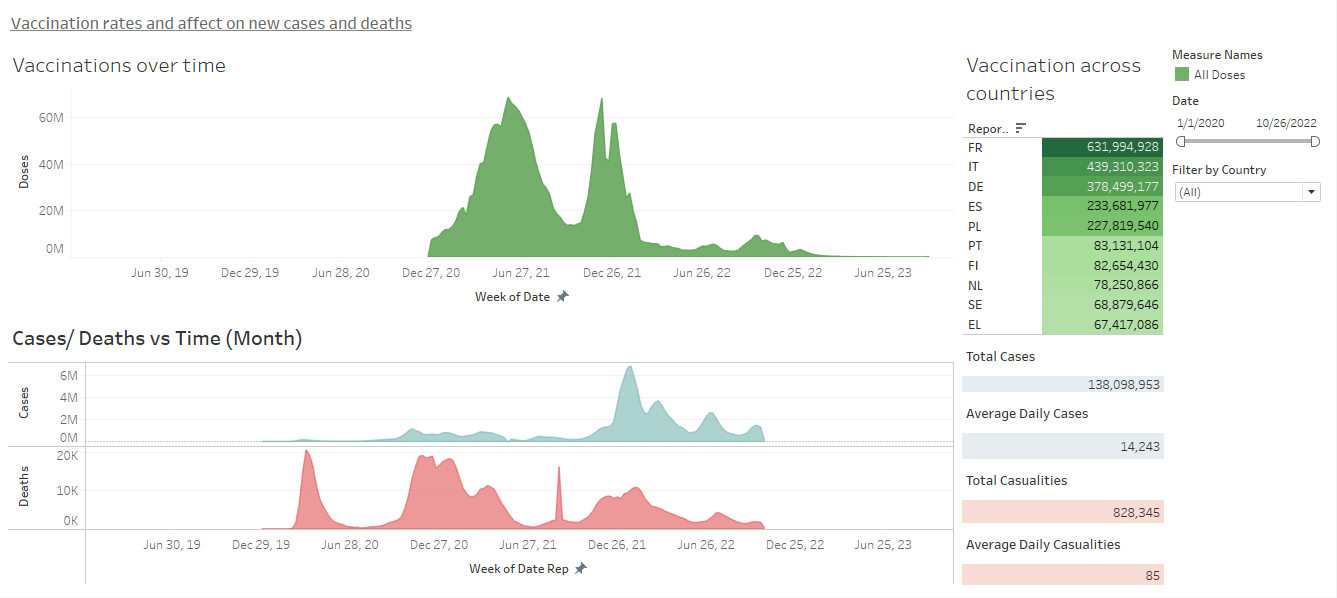 Vaccination rates and affect on new cases and deaths
Vaccinations over time
60M
40M
20M
0M
Doses
Jun 30, 19 Dec 29, 19 Jun 28, 20 Dec 27, 20 Jun 27, 21 Dec 26, 21 Jun 26, 22 Dec 25, 22 Jun 25, 23
Week of Date
Cases/ Deaths vs Time (Month)
6M
4M
2M
0M
Cases
20K
10K
0K
Deaths
Jun 30, 19 Dec 29, 19 Jun 28, 20 Dec 27, 20 Jun 27, 21 Dec 26, 21 Jun 26, 22 Dec 25, 22 Jun 25, 23
Week of Date Rep
Vaccination across
countries
Repor..
FR 631,994,928
IT 439,310,323
DE 378,499,177
ES 233,681,977
PL 227,819,540
PT 83,131,104
FI 82,654,430
NL 78,250,866
SE 68,879,646
EL 67,417,086
Total Cases
138,098,953
Average Daily Cases
14,243
Total Casualities
828,345
Average Daily Casualities
85
Measure Names
All Doses
Date
1/1/2020 10/26/2022
Filter by Country
(All)